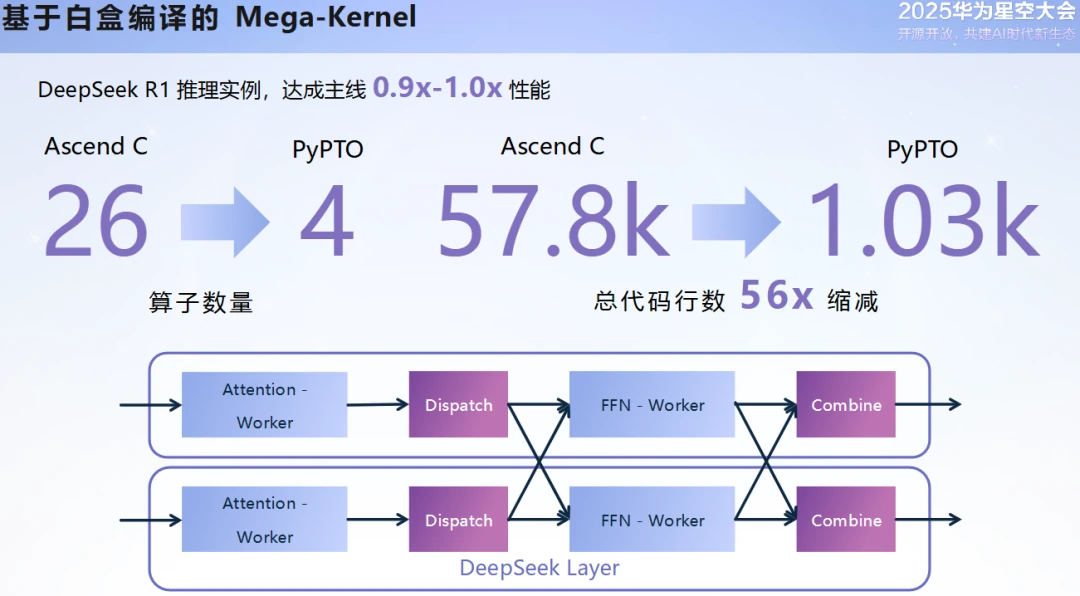 基于白盒编译的 Mega-Kernel
2025华为星空大会
开源开放, 共建AI时代新生态
DeepSeek R1 推理实例，达成主线 0.9x-1.0x 性能
Ascend C
PyPTO
Ascend C
PyPTO
26
4
57.8k
1.03k
算子数量
总代码行数 56x 缩减
Attention -
Worker
Dispatch
FFN - Worker
Combine
Attention -
Worker
Dispatch
FFN - Worker
Combine
DeepSeek Layer